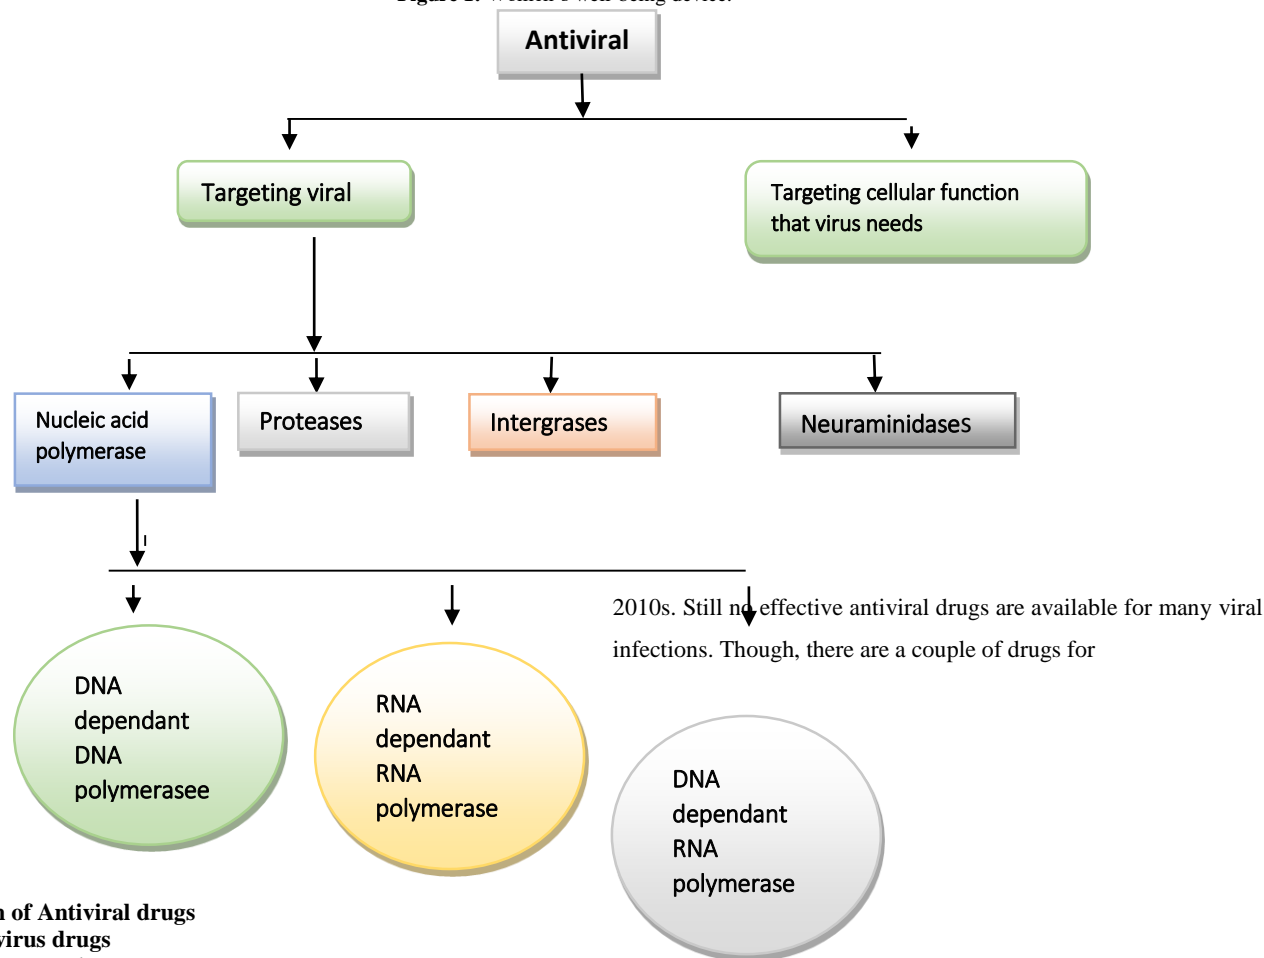 Antiviral
Targeting viral
Targeting cellular function
that virus needs
Nucleic acid
polymerase
Proteases
Intergrases
Neuraminidases
2010s. Still no effective antiviral drugs are available for many viral
infections. Though, there are a couple of drugs for
DNA
dependant
DNA
polymerasee
RNA
dependant
RNA
polymerase
DNA
dependant
RNA
polymerase
of Antiviral drugs
virus drugs